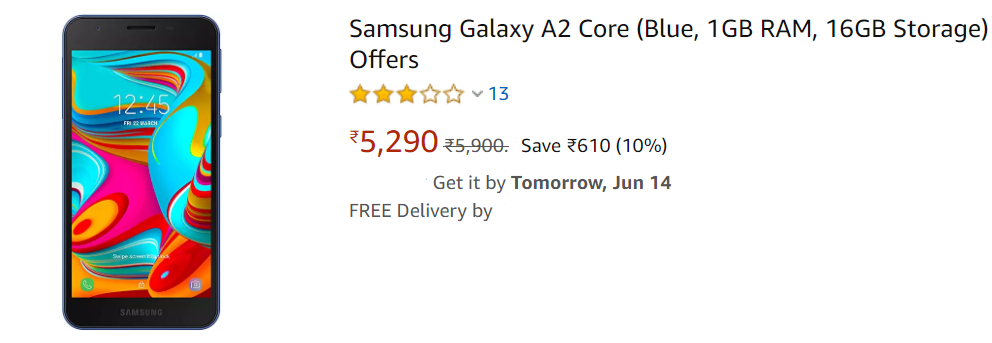 Samsung Galaxy A2 Core (Blue, 1GB RAM, 16GB Storage)
Offers
13
₹5,290 ₹5,900. Save ₹610 (10%)
Get it by Tomorrow, Jun 14
FREE Delivery by
12:45
FRI 22 MARCH
Swipe screen to unlock
SAMSUNG